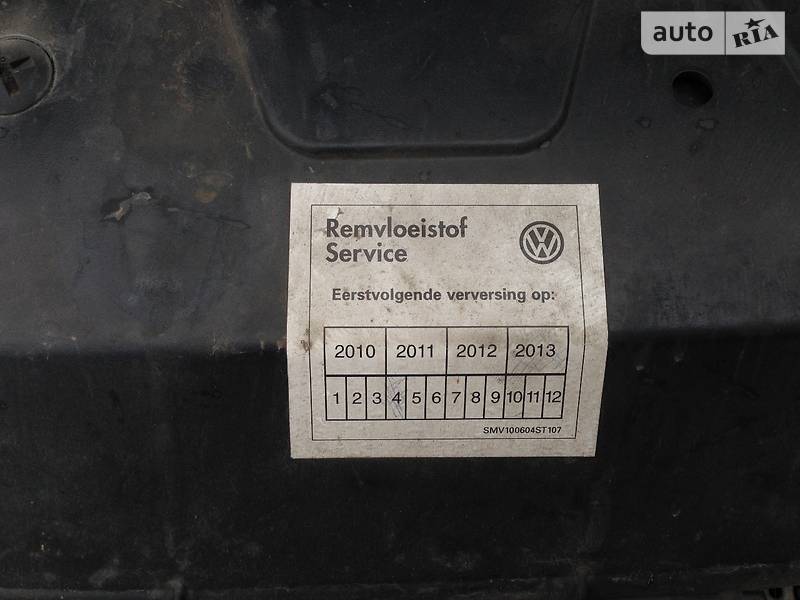 auto RIA
Remvloeistof
Service
Eerstvolgende verversing op:
2010 2011 2012 2013
1 2 3 4 5 6 7 8 9 10 11 12
SMV100604ST107